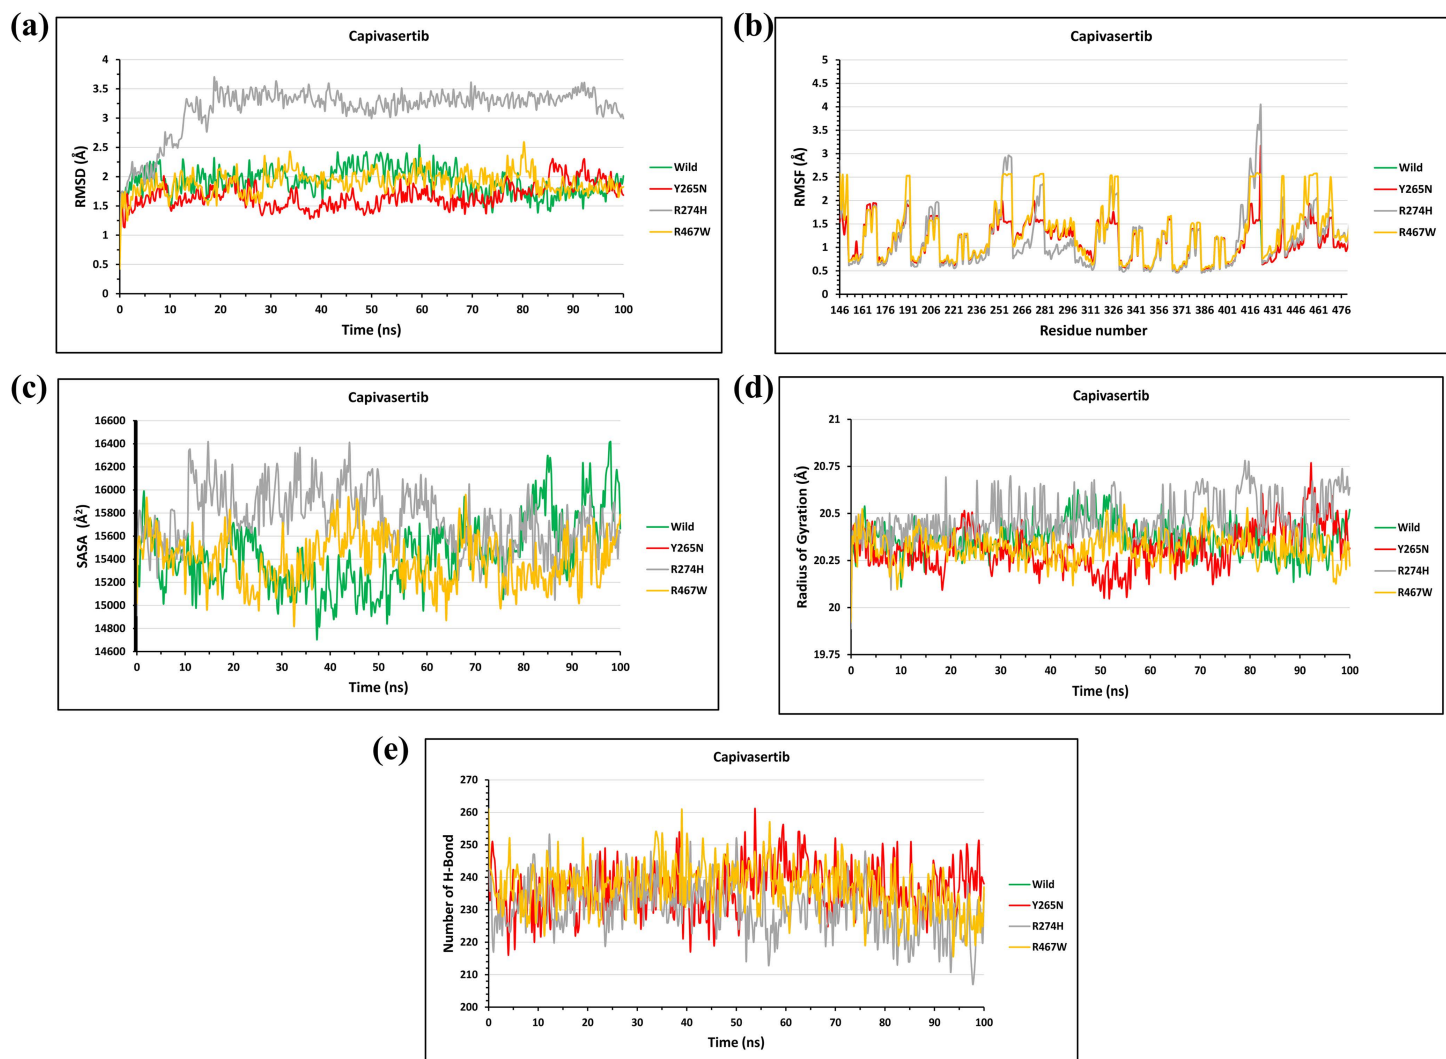 (a)
Capivasertib
RMSD (Å)
4
3.5
3
2.5
2
1.5
1
0.5
0
0 10 20 30 40 50 60 70 80 90 100
Time (ns)
Wild
Y265N
R274H
R467W
(b)
Capivasertib
RMSF (Å)
5
4.5
4
3.5
3
2.5
2
1.5
1
0.5
0
146 161 176 191 206 221 236 251 266 281 296 311 326 341 356 371 386 401 416 431 446 461 476
Residue number
Wild
Y265N
R274H
R467W
(c)
Capivasertib
SASA (Å²)
16600
16400
16200
16000
15800
15600
15400
15200
15000
14800
14600
0 10 20 30 40 50 60 70 80 90 100
Time (ns)
Wild
Y265N
R274H
R467W
(d)
Capivasertib
Radius of Gyration (Å)
21
20.75
20.5
20.25
20
19.75
0 10 20 30 40 50 60 70 80 90 100
Time (ns)
Wild
Y265N
R274H
R467W
(e)
Capivasertib
Number of H-Bond
270
260
250
240
230
220
210
200
0 10 20 30 40 50 60 70 80 90 100
Time (ns)
Wild
Y265N
R274H
R467W